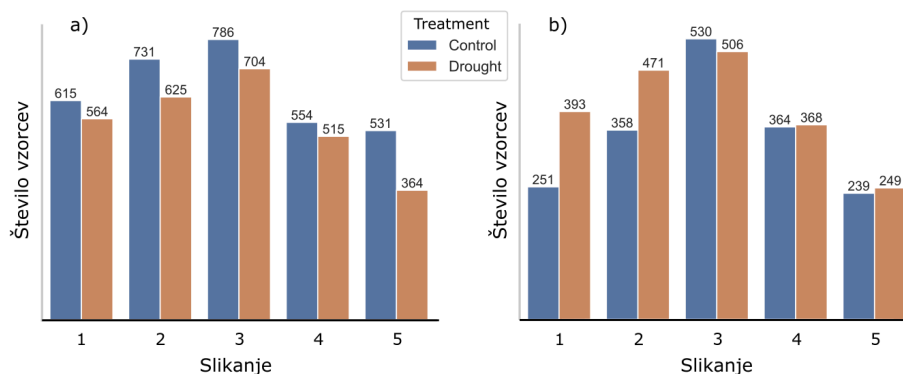 a)
Treatment
Control
Drought
b)
Število vzorcev
615
564
731
625
786
704
554
515
531
364
1 2 3 4 5
Slikanje
Število vzorcev
251
393
358
471
530
506
364
368
239
249
1 2 3 4 5
Slikanje